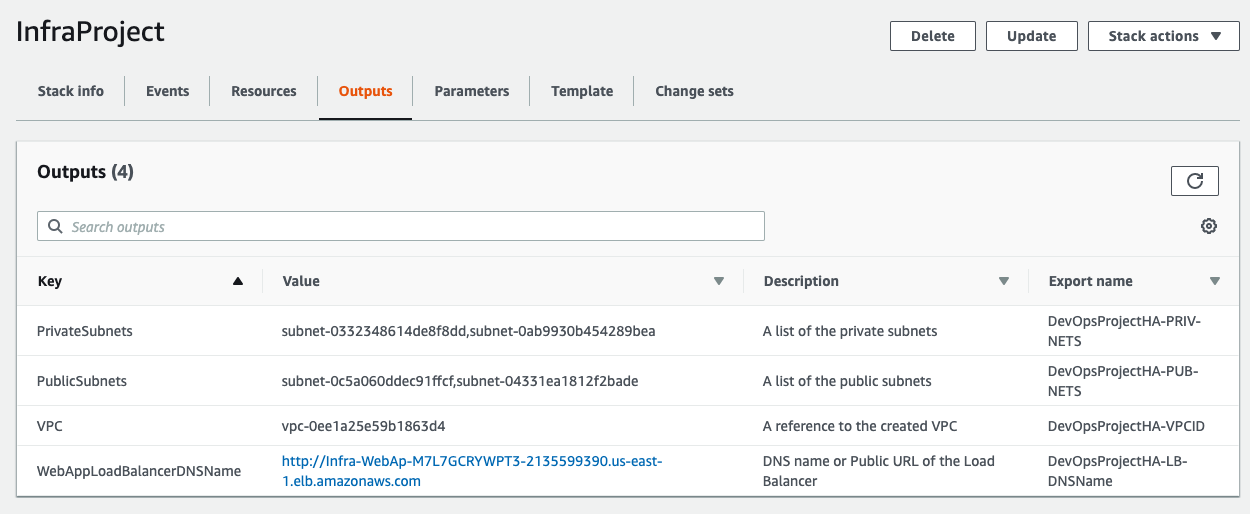 InfraProject
Delete
Update
Stack actions
Stack info
Events
Resources
Outputs
Parameters
Template
Change sets
Outputs (4)
Search outputs
Key
Value
Description
Export name
PrivateSubnets
subnet-0332348614de8f8dd,subnet-0ab9930b454289bea
A list of the private subnets
DevOpsProjectHA-PRIV-
NETS
PublicSubnets
subnet-0c5a060ddec91ffcf,subnet-04331ea1812f2bade
A list of the public subnets
DevOpsProjectHA-PUB-
NETS
VPC
vpc-0ee1a25e59b1863d4
A reference to the created VPC
DevOpsProjectHA-VPCID
WebAppLoadBalancerDNSName
http://Infra-WebAp-M7L7GCRYWPT3-2135599390.us-east-
1.elb.amazonaws.com
DNS name or Public URL of the Load
Balancer
DevOpsProjectHA-LB-
DNSName